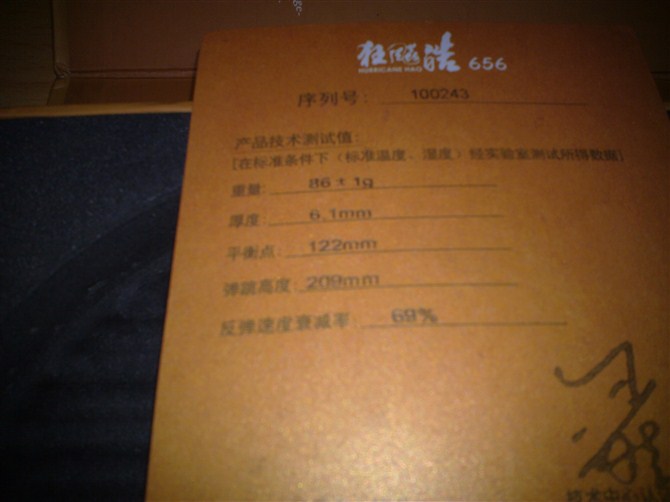 狂飚皓 656
HURRICANE HAO
序列号: 100243
产品技术测试值:
[在标准条件下（标准温度、湿度）经实验室测试所得数据]
重量: 86±1g
厚度: 6.1mm
平衡点: 122mm
弹跳高度: 209mm
反弹速度衰减率: 69%